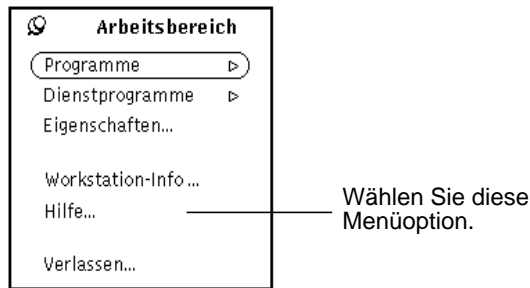 Arbeitsbereich
Programme
Dienstprogramme
Eigenschaften...
Workstation-Info ...
Hilfe...
Wählen Sie diese
Menüoption.
Verlassen...